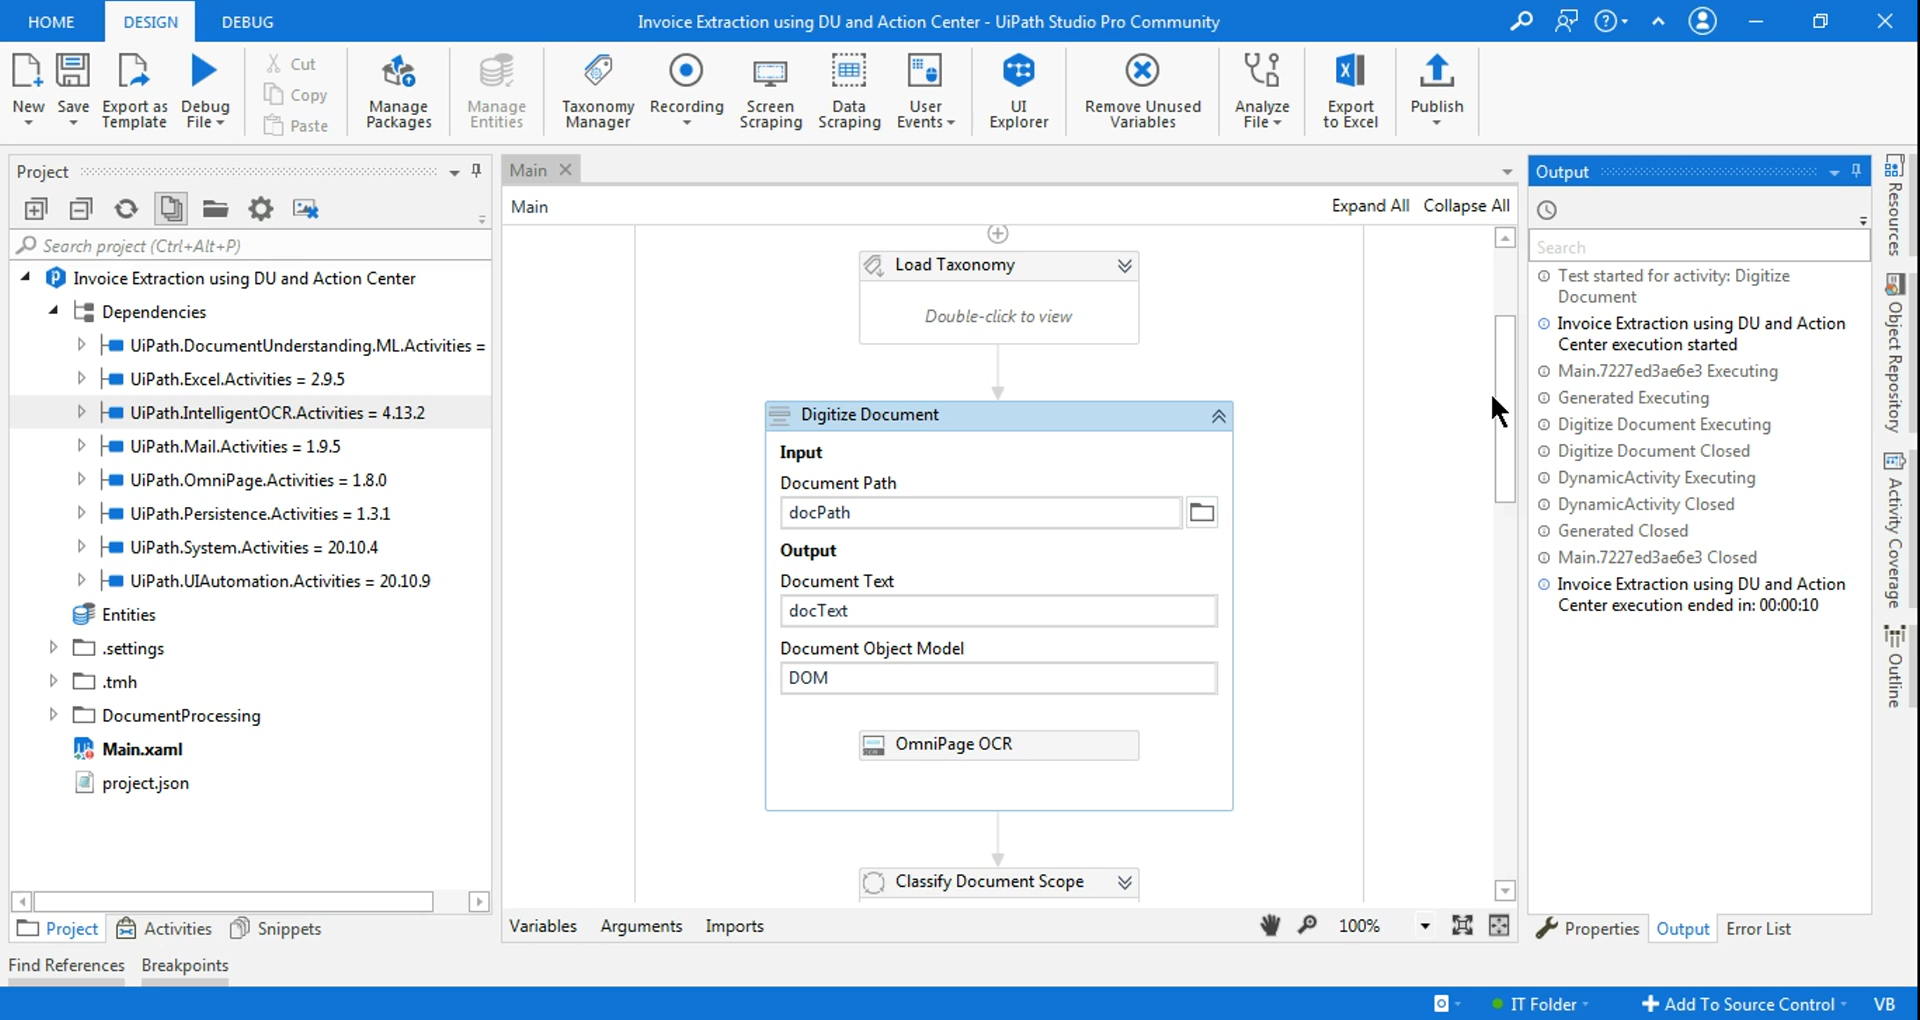 HOME DESIGN DEBUG Invoice Extraction using DU and Action Center - UiPath Studio Pro Community
New Save Export as Template Debug File Cut Copy Paste Manage Packages Manage Entities Taxonomy Manager Recording Screen Scraping Data Scraping User Events UI Explorer Remove Unused Variables Analyze File Export to Excel Publish
Project
Search project (Ctrl+Alt+P)
Invoice Extraction using DU and Action Center
Dependencies
UiPath.DocumentUnderstanding.ML.Activities =
UiPath.Excel.Activities = 2.9.5
UiPath.IntelligentOCR.Activities = 4.13.2
UiPath.Mail.Activities = 1.9.5
UiPath.OmniPage.Activities = 1.8.0
UiPath.Persistence.Activities = 1.3.1
UiPath.System.Activities = 20.10.4
UiPath.UIAutomation.Activities = 20.10.9
Entities
.settings
.tmh
DocumentProcessing
Main.xaml
project.json
Project Activities Snippets
Find References Breakpoints
Main
Main Expand All Collapse All
Load Taxonomy
Double-click to view
Digitize Document
Input
Document Path
docPath
Output
Document Text
docText
Document Object Model
DOM
OmniPage OCR
Classify Document Scope
Variables Arguments Imports 100%
Output
Search
Test started for activity: Digitize
Document
Invoice Extraction using DU and Action
Center execution started
Main.7227ed3ae6e3 Executing
Generated Executing
Digitize Document Executing
Digitize Document Closed
DynamicActivity Executing
DynamicActivity Closed
Generated Closed
Main.7227ed3ae6e3 Closed
Invoice Extraction using DU and Action
Center execution ended in: 00:00:10
Properties Output Error List
Resources
Object Repository
Activity Coverage
Outline
IT Folder Add To Source Control VB